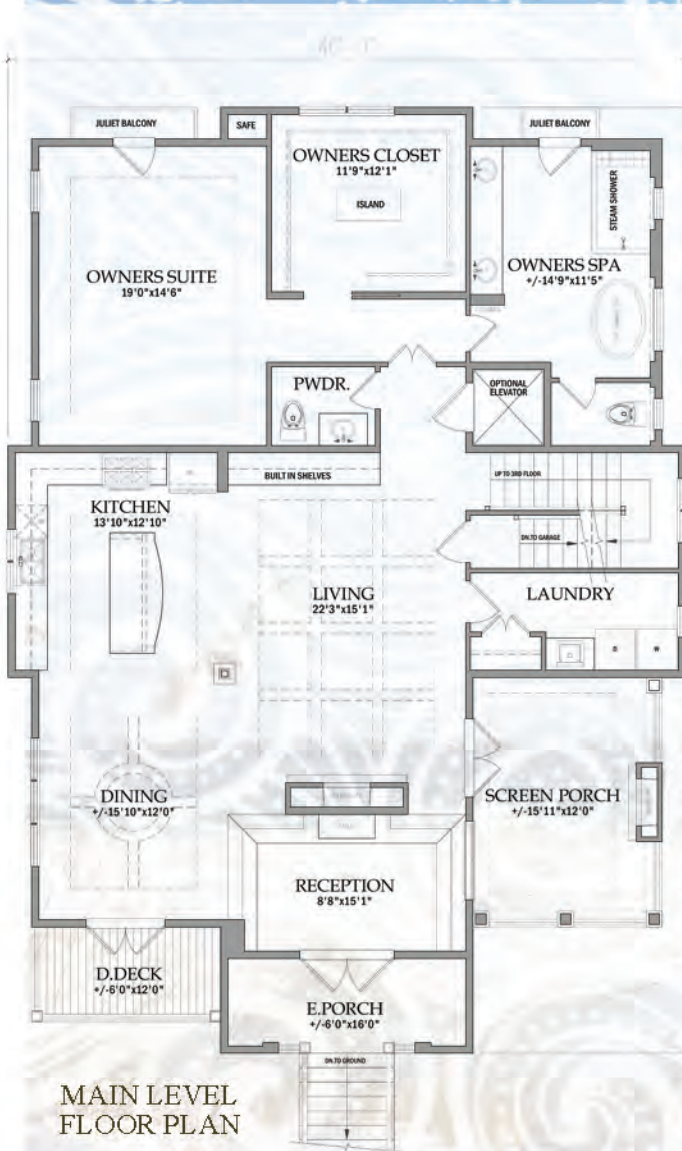 JULIET BALCONY
SAFE
OWNERS CLOSET
11'9"x12'1"
ISLAND
JULIET BALCONY
STEAM SHOWER
OWNERS SUITE
19'0"x14'6"
OWNERS SPA
+/-14'9"x11'5"
PWDR.
OPTIONAL
ELEVATOR
BUILT IN SHELVES
UP TO 3RD FLOOR
KITCHEN
13'10"x12'10"
DN.TO GARAGE
LIVING
22'3"x15'1"
LAUNDRY
D
W
DINING
+/-15'10"x12'0"
SCREEN PORCH
+/-15'11"x12'0"
RECEPTION
8'8"x15'1"
D.DECK
+/-6'0"x12'0"
E.PORCH
+/-6'0"x16'0"
DN.TO GROUND
MAIN LEVEL
FLOOR PLAN